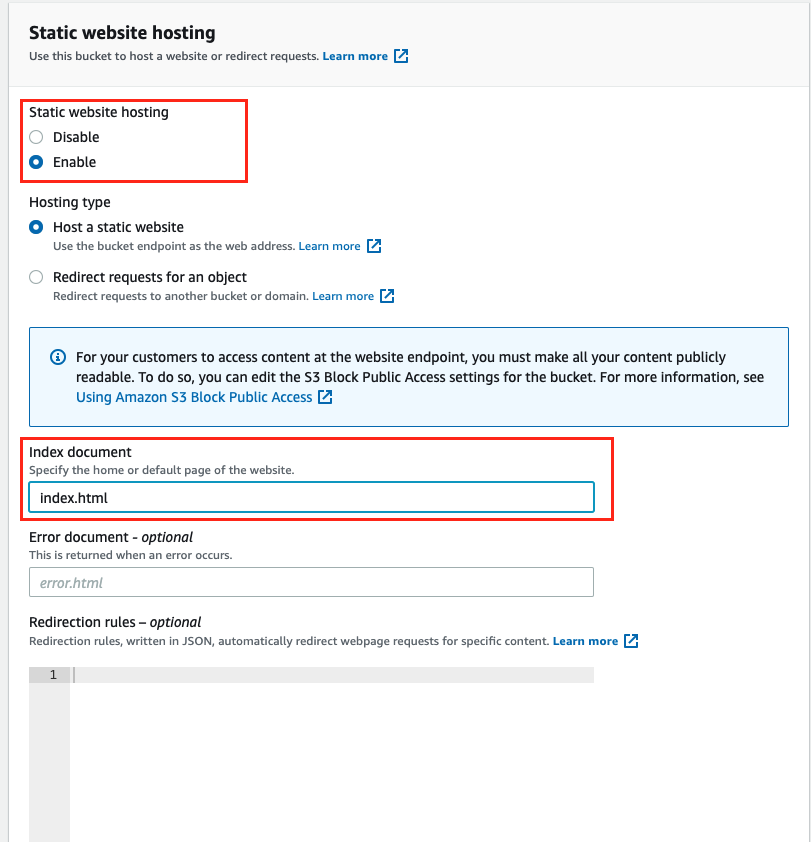 Static website hosting
Use this bucket to host a website or redirect requests. Learn more
Static website hosting
Disable
Enable
Hosting type
Host a static website
Use the bucket endpoint as the web address. Learn more
Redirect requests for an object
Redirect requests to another bucket or domain. Learn more
For your customers to access content at the website endpoint, you must make all your content publicly
readable. To do so, you can edit the S3 Block Public Access settings for the bucket. For more information, see
Using Amazon S3 Block Public Access
Index document
Specify the home or default page of the website.
index.html
Error document - optional
This is returned when an error occurs.
error.html
Redirection rules – optional
Redirection rules, written in JSON, automatically redirect webpage requests for specific content. Learn more
1